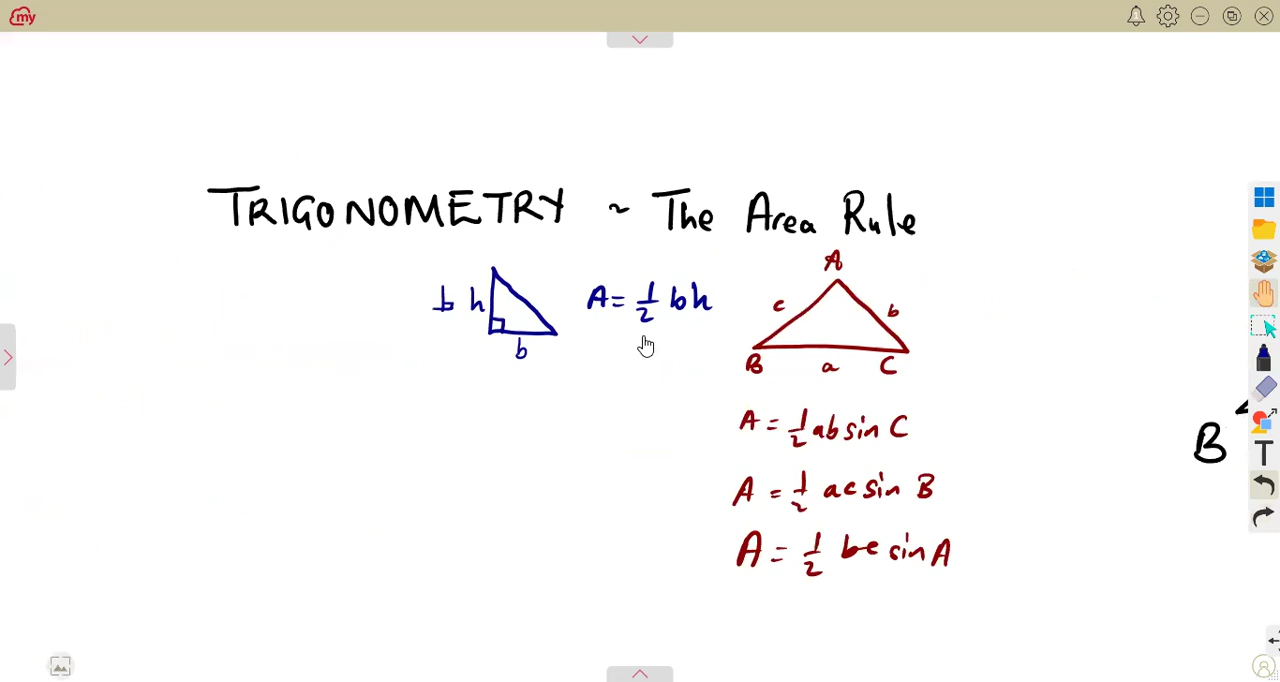 my
TRIGONOMETRY ~ The Area Rule
A
b h
A = 1/2 bh
c
b
b
B
a
C
A = 1/2 ab sin C
B
A = 1/2 ac sin B
A = 1/2 bc sin A
T